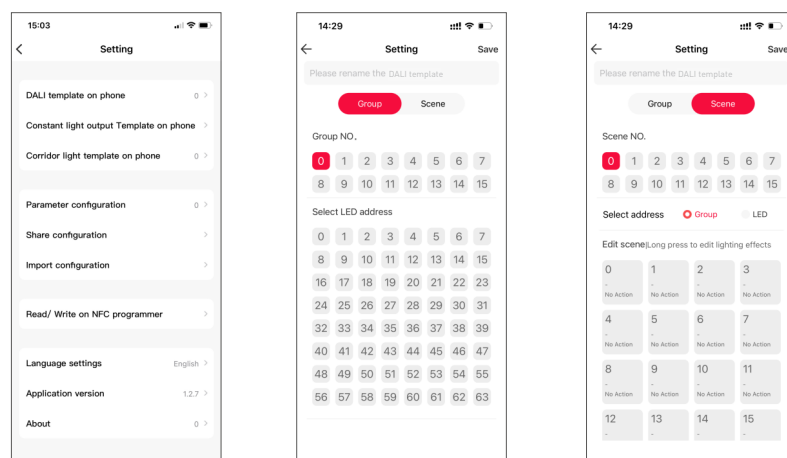 15:03
Setting
DALI template on phone 0 >
Constant light output Template on phone >
Corridor light template on phone 0 >
Parameter configuration 0 >
Share configuration >
Import configuration >
Read/ Write on NFC programmer >
Language settings English >
Application version 1.2.7 >
About 0 >
14:29
Setting Save
Please rename the DALI template
Group Scene
Group NO.
0 1 2 3 4 5 6 7
8 9 10 11 12 13 14 15
Select LED address
0 1 2 3 4 5 6 7
8 9 10 11 12 13 14 15
16 17 18 19 20 21 22 23
24 25 26 27 28 29 30 31
32 33 34 35 36 37 38 39
40 41 42 43 44 45 46 47
48 49 50 51 52 53 54 55
56 57 58 59 60 61 62 63
14:29
Setting Save
Please rename the DALI template
Group Scene
Scene NO.
0 1 2 3 4 5 6 7
8 9 10 11 12 13 14 15
Select address Group LED
Edit scene|Long press to edit lighting effects
0 1 2 3
- - - -
No Action No Action No Action No Action
4 5 6 7
- - - -
No Action No Action No Action No Action
8 9 10 11
- - - -
No Action No Action No Action No Action
12 13 14 15
- - - -